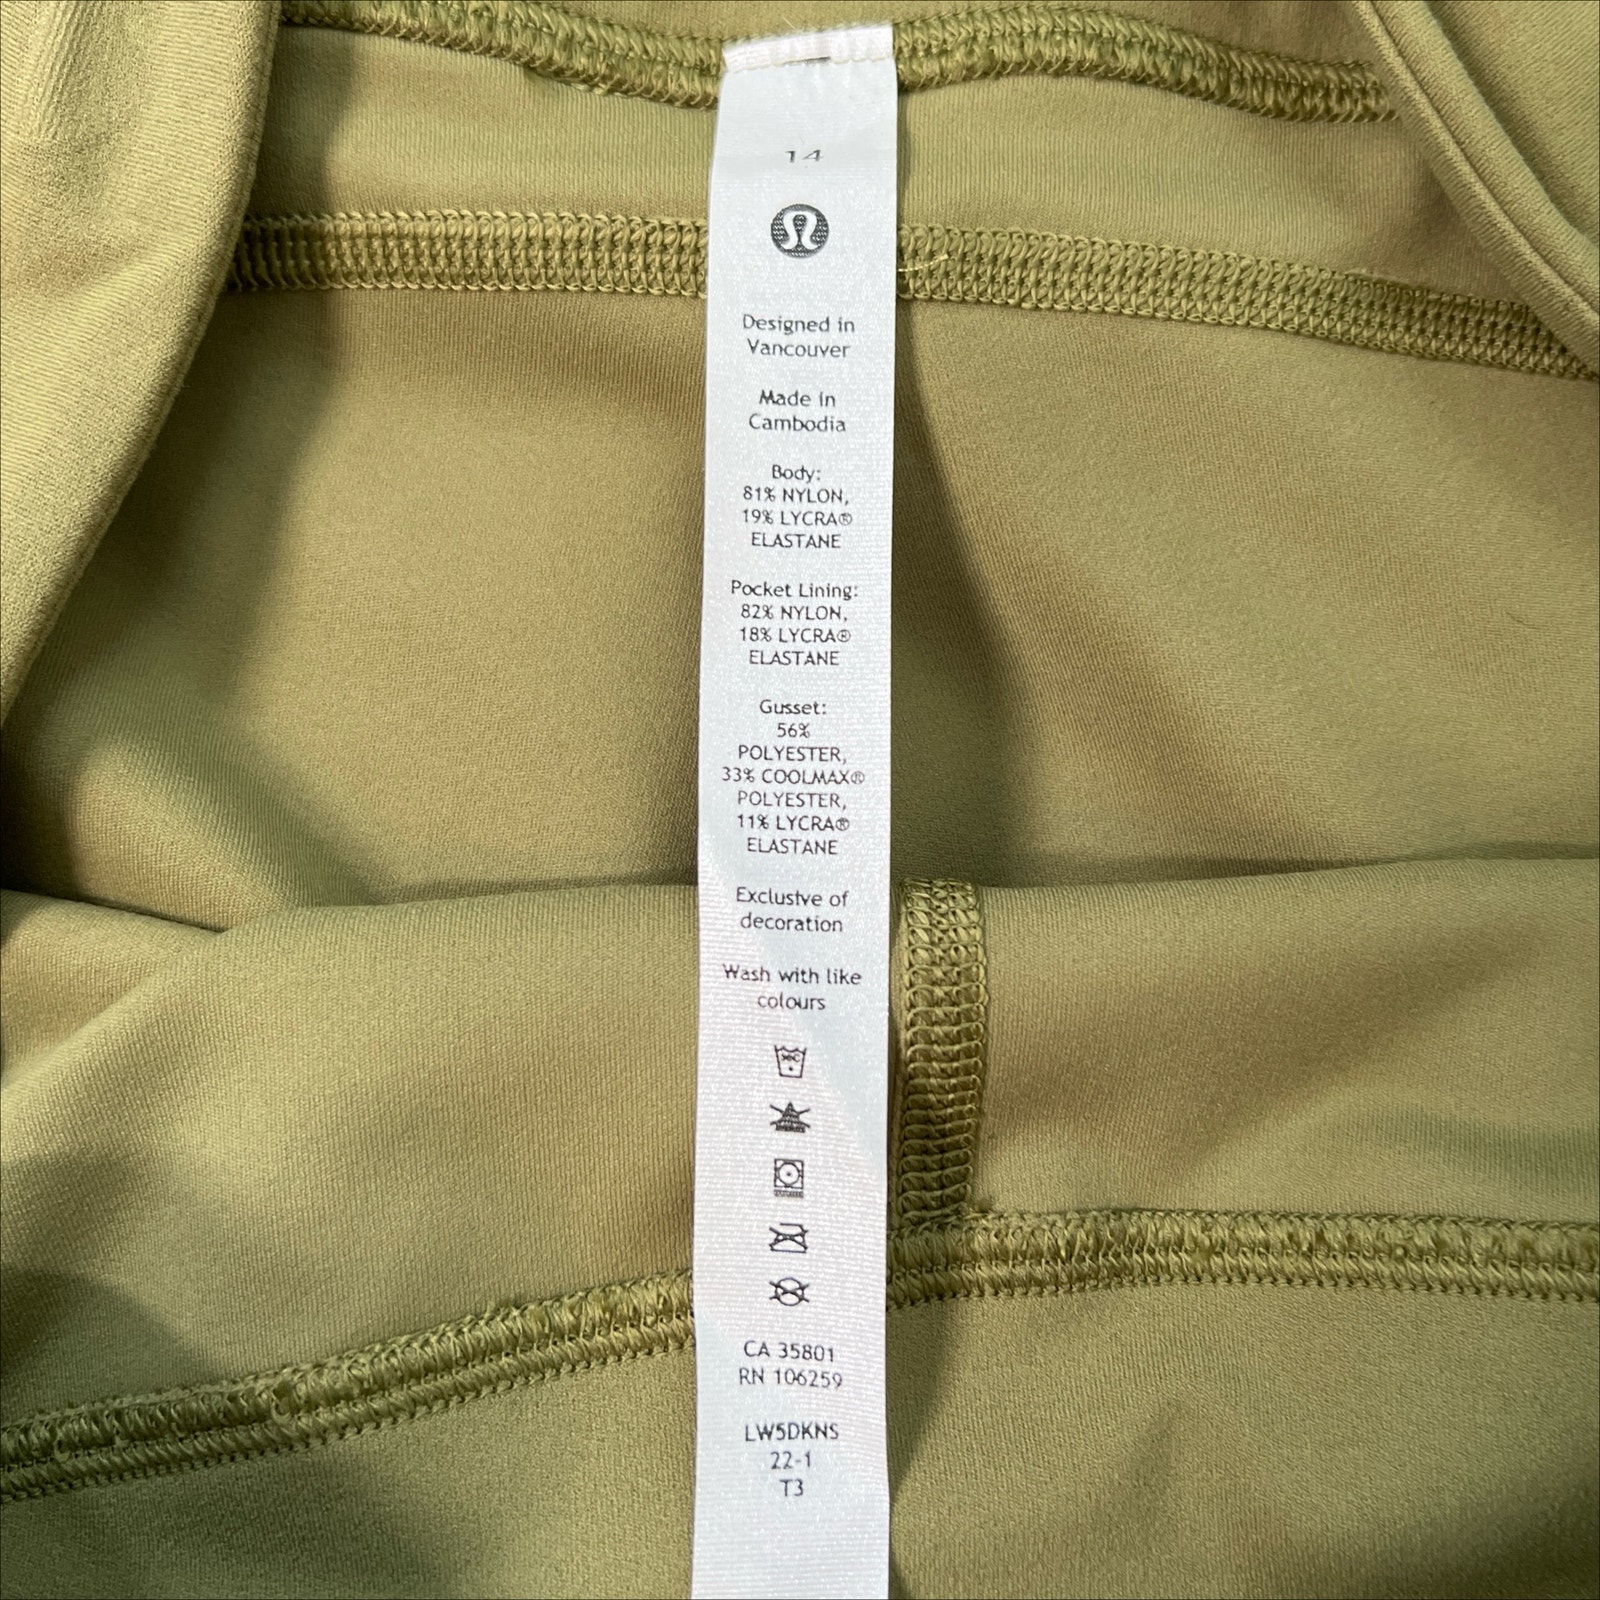 14
Designed in
Vancouver
Made in
Cambodia
Body:
81% NYLON,
19% LYCRA®
ELASTANE
Pocket Lining:
82% NYLON,
18% LYCRA®
ELASTANE
Gusset:
56%
POLYESTER,
33% COOLMAX®
POLYESTER,
11% LYCRA®
ELASTANE
Exclusive of
decoration
Wash with like
colours
CA 35801
RN 106259
LW5DKNS
22-1
T3